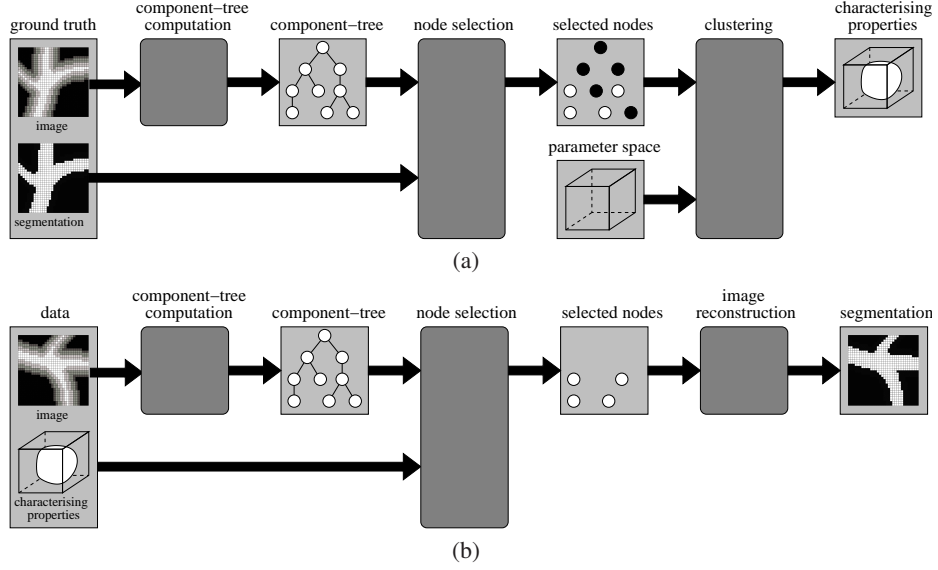 ground truth
component−tree
computation
component−tree
node selection
selected nodes
clustering
characterising
properties
image
parameter space
segmentation
(a)
data
component−tree
computation
component−tree
node selection
selected nodes
image
reconstruction
segmentation
image
characterising
properties
(b)